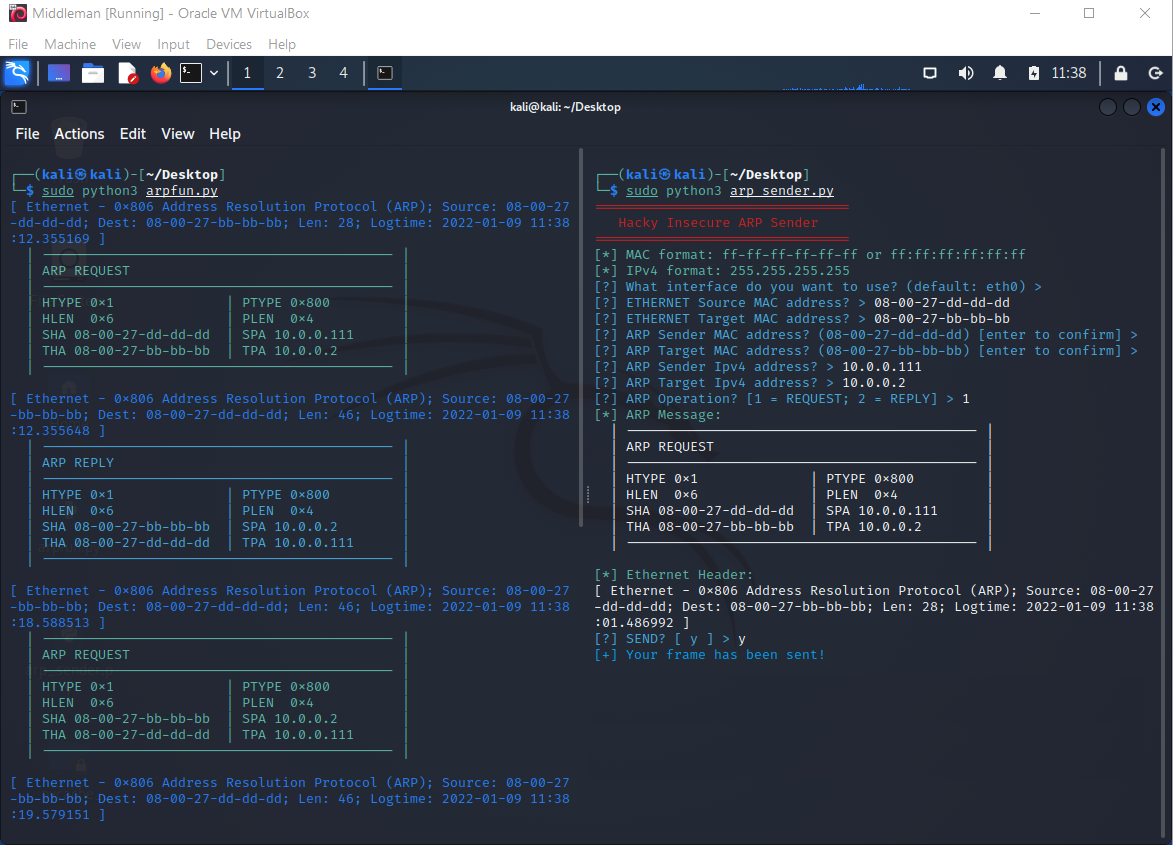 Middleman [Running] - Oracle VM VirtualBox
File Machine View Input Devices Help
1 2 3 4 11:38
kali@kali: ~/Desktop
File Actions Edit View Help
(kali㉿kali)-[~/Desktop]
$ sudo python3 arpfun.py
[ Ethernet - 0×806 Address Resolution Protocol (ARP); Source: 08-00-27
-dd-dd-dd; Dest: 08-00-27-bb-bb-bb; Len: 28; Logtime: 2022-01-09 11:38
:12.355169 ]
ARP REQUEST
HTYPE 0×1 | PTYPE 0×800
HLEN 0×6 | PLEN 0×4
SHA 08-00-27-dd-dd-dd | SPA 10.0.0.111
THA 08-00-27-bb-bb-bb | TPA 10.0.0.2
[ Ethernet - 0×806 Address Resolution Protocol (ARP); Source: 08-00-27
-bb-bb-bb; Dest: 08-00-27-dd-dd-dd; Len: 46; Logtime: 2022-01-09 11:38
:12.355648 ]
ARP REPLY
HTYPE 0×1 | PTYPE 0×800
HLEN 0×6 | PLEN 0×4
SHA 08-00-27-bb-bb-bb | SPA 10.0.0.2
THA 08-00-27-dd-dd-dd | TPA 10.0.0.111
[ Ethernet - 0×806 Address Resolution Protocol (ARP); Source: 08-00-27
-bb-bb-bb; Dest: 08-00-27-dd-dd-dd; Len: 46; Logtime: 2022-01-09 11:38
:18.588513 ]
ARP REQUEST
HTYPE 0×1 | PTYPE 0×800
HLEN 0×6 | PLEN 0×4
SHA 08-00-27-bb-bb-bb | SPA 10.0.0.2
THA 08-00-27-dd-dd-dd | TPA 10.0.0.111
[ Ethernet - 0×806 Address Resolution Protocol (ARP); Source: 08-00-27
-bb-bb-bb; Dest: 08-00-27-dd-dd-dd; Len: 46; Logtime: 2022-01-09 11:38
:19.579151 ]
(kali㉿kali)-[~/Desktop]
$ sudo python3 arp_sender.py
Hacky Insecure ARP Sender
[*] MAC format: ff-ff-ff-ff-ff-ff or ff:ff:ff:ff:ff:ff
[*] IPv4 format: 255.255.255.255
[?] What interface do you want to use? (default: eth0) >
[?] ETHERNET Source MAC address? > 08-00-27-dd-dd-dd
[?] ETHERNET Target MAC address? > 08-00-27-bb-bb-bb
[?] ARP Sender MAC address? (08-00-27-dd-dd-dd) [enter to confirm] >
[?] ARP Target MAC address? (08-00-27-bb-bb-bb) [enter to confirm] >
[?] ARP Sender Ipv4 address? > 10.0.0.111
[?] ARP Target Ipv4 address? > 10.0.0.2
[?] ARP Operation? [1 = REQUEST; 2 = REPLY] > 1
[*] ARP Message:
ARP REQUEST
HTYPE 0×1 | PTYPE 0×800
HLEN 0×6 | PLEN 0×4
SHA 08-00-27-dd-dd-dd | SPA 10.0.0.111
THA 08-00-27-bb-bb-bb | TPA 10.0.0.2
[*] Ethernet Header:
[ Ethernet - 0×806 Address Resolution Protocol (ARP); Source: 08-00-27
-dd-dd-dd; Dest: 08-00-27-bb-bb-bb; Len: 28; Logtime: 2022-01-09 11:38
:01.486992 ]
[?] SEND? [ y ] > y
[+] Your frame has been sent!